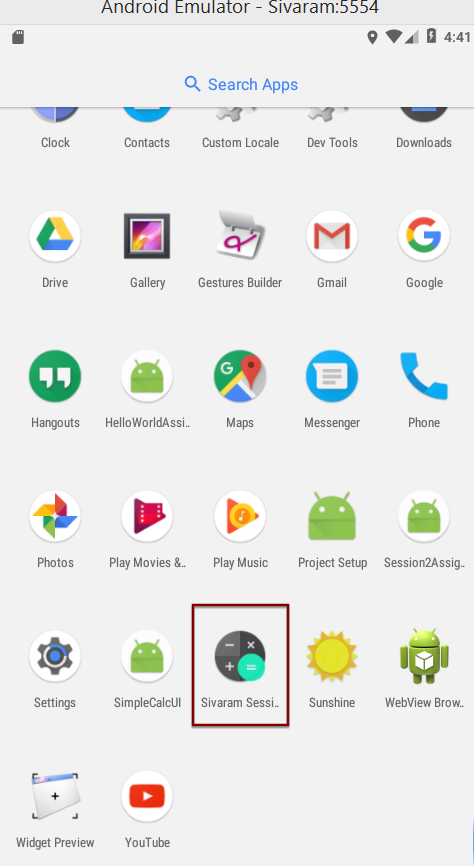 Android Emulator - Sivaram:5554
4:41
Search Apps
Clock Contacts Custom Locale Dev Tools Downloads
Drive Gallery Gestures Builder Gmail Google
Hangouts HelloWorldAssi.. Maps Messenger Phone
Photos Play Movies &.. Play Music Project Setup Session2Assig..
Settings SimpleCalcUI Sivaram Sessi.. Sunshine WebView Brow..
Widget Preview YouTube